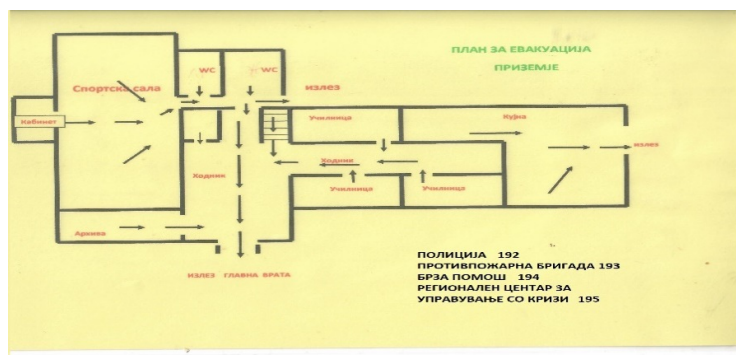 ПЛАН ЗА ЕВАКУАЦИЈА
ПРИЗЕМЈЕ
WC
WC
Спортска сала
излез
Кабинет
Училница
Кујна
излез
Ходник
Ходник
Училница
Училница
Архива
ИЗЛЕЗ ГЛАВНА ВРАТА
ПОЛИЦИЈА 192
ПРОТИВПОЖАРНА БРИГАДА 193
БРЗА ПОМОШ 194
РЕГИОНАЛЕН ЦЕНТАР ЗА
УПРАВУВАЊЕ СО КРИЗИ 195